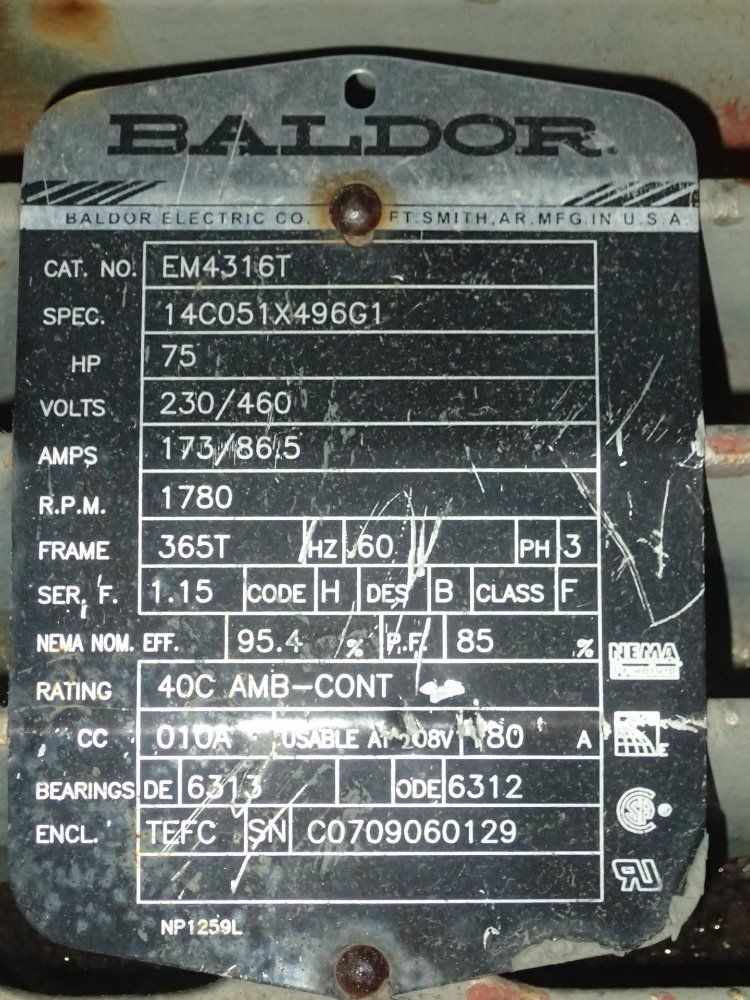 BALDOR
BALDOR ELECTRIC CO. FT. SMITH, AR. MFG. IN U.S.A.
CAT. NO. EM4316T
SPEC. 14C051X496G1
HP 75
VOLTS 230/460
AMPS 173/86.5
R.P.M. 1780
FRAME 365T HZ 60 PH 3
SER. F. 1.15 CODE H DES B CLASS F
NEMA NOM. EFF. 95.4 % P.F. 85 %
NEMA
RATING 40C AMB-CONT
CC 010A USABLE AT 208V A
BEARINGS DE 6313 ODE 6312
ENCL. TEFC SN C0709060129
NP1259L